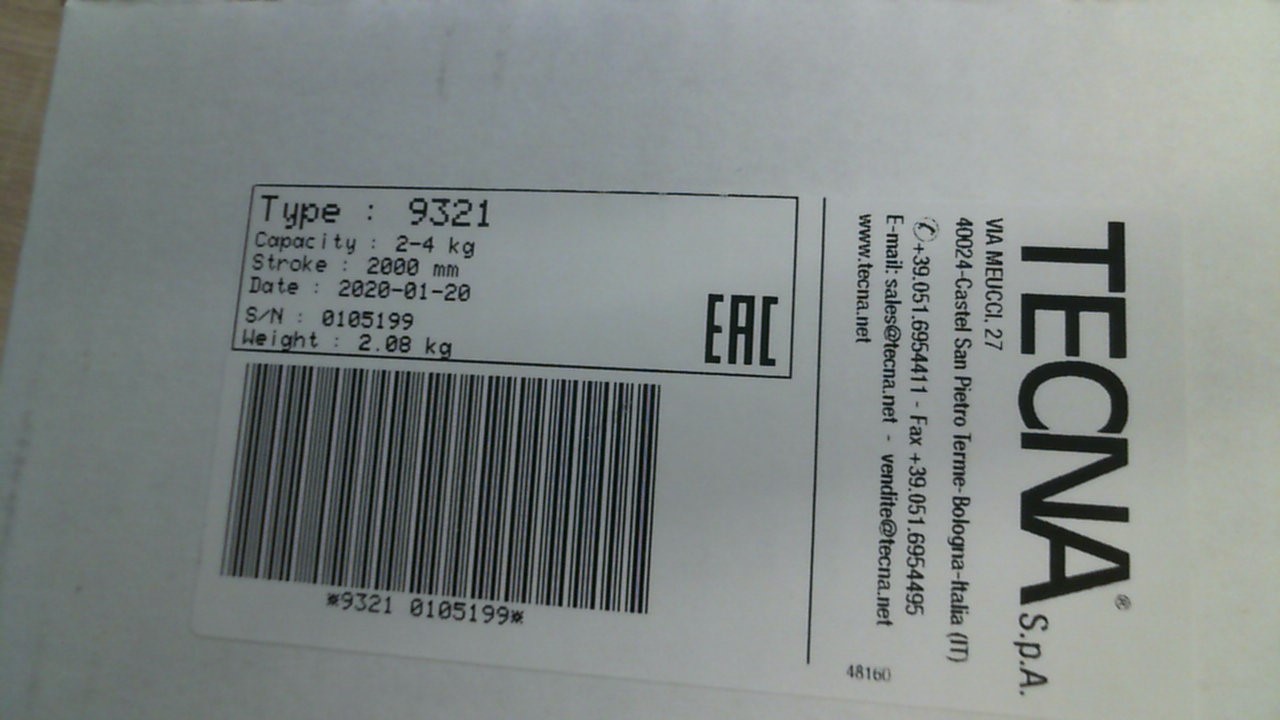 Type : 9321
Capacity : 2-4 kg
Stroke : 2000 mm
Date : 2020-01-20
S/N : 0105199
Weight : 2.08 kg
EAC
*9321 0105199*
TECNA® S.p.A.
VIA MEUCCI, 27
40024-Castel San Pietro Terme-Bologna-Italia (IT)
✆+39.051.6954411 - Fax +39.051.6954495
E-mail: sales@tecna.net - vendite@tecna.net
www.tecna.net
48160